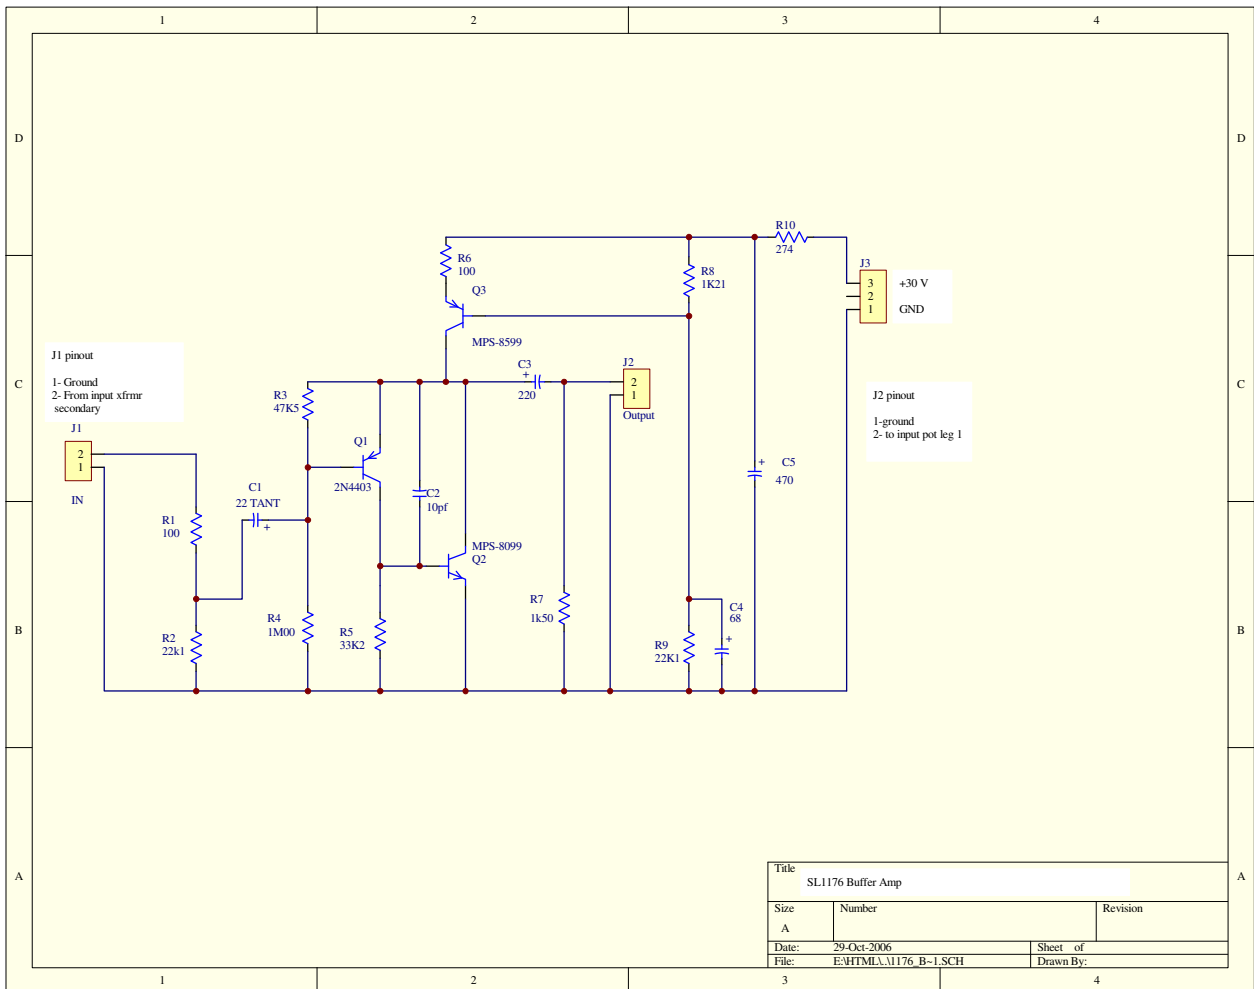 1 2 3 4
D D
R10
274
R6
100
R8
1K21
J3
3 +30 V
2
1 GND
Q3
MPS-8599
J1 pinout
1- Ground
2- From input xfrmr
secondary
C C
C3
+
220
J2
2
1
Output
R3
47K5
J2 pinout
1-ground
2- to input pot leg 1
J1
2
1
IN
Q1
2N4403
C2
10pf
+ C5
470
C1
22 TANT
+
R1
100
MPS-8099
Q2
R7
1k50
C4
68
+
R4
1M00
R5
33K2
B B
R2
22k1
R9
22K1
A A
Title
SL1176 Buffer Amp
Size Number Revision
A
Date: 29-Oct-2006 Sheet of
File: E:\HTML\..\1176_B~1.SCH Drawn By:
1 2 3 4